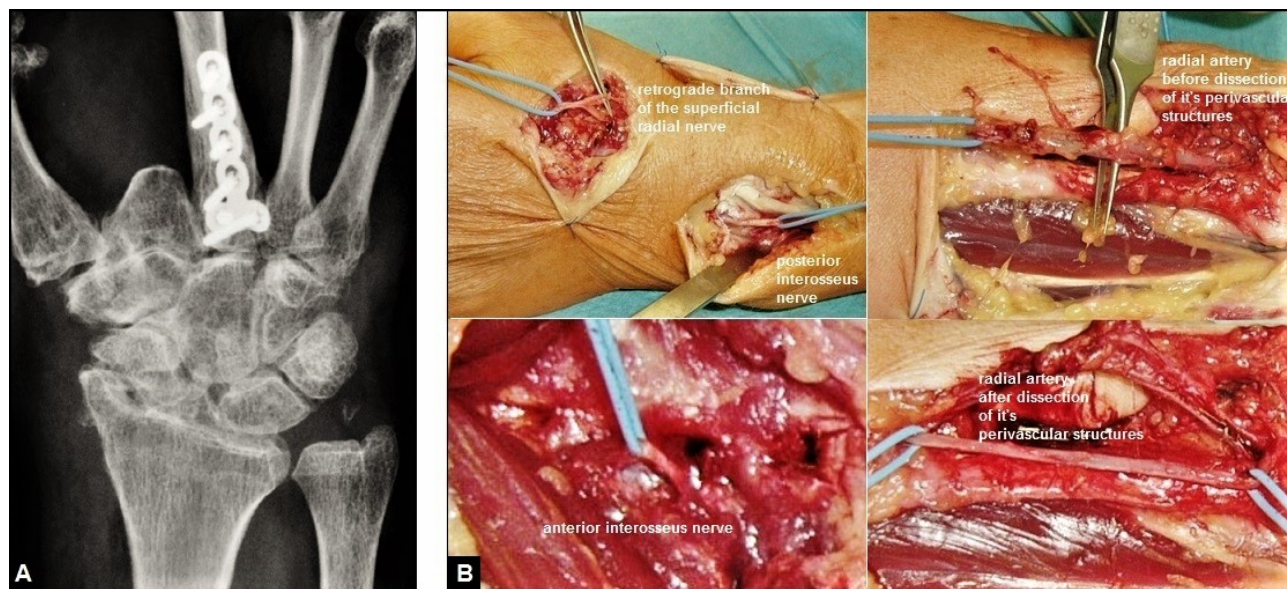 retrograde branch
of the superficial
radial nerve
posterior
interosseus
nerve
radial artery
before dissection
of it's perivascular
structures
anterior interosseus nerve
radial artery
after dissection
of it's
perivascular structures
A
B